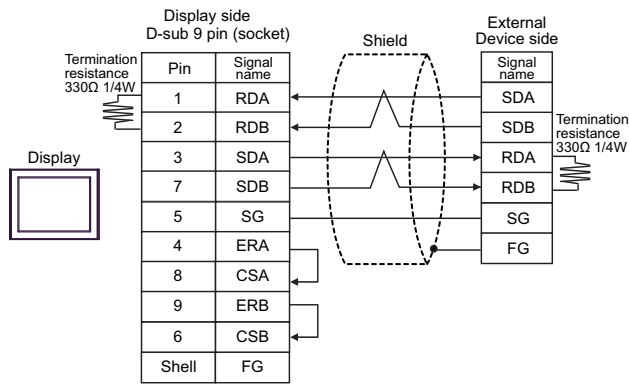 Display side
D-sub 9 pin (socket)
Shield
External
Device side
Termination
resistance
330Ω 1/4W
Pin
Signal
name
1
RDA
2
RDB
3
SDA
7
SDB
5
SG
4
ERA
8
CSA
9
ERB
6
CSB
Shell
FG
Display
Signal
name
SDA
SDB
RDA
RDB
SG
FG
Termination
resistance
330Ω 1/4W